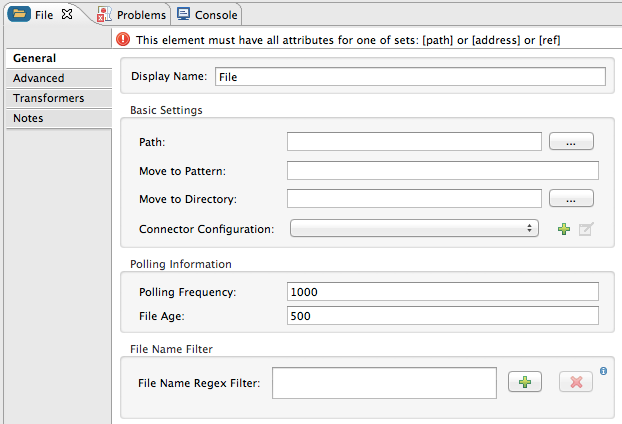 File Problems Console
This element must have all attributes for one of sets: [path] or [address] or [ref]
General
Advanced
Transformers
Notes
Display Name: File
Basic Settings
Path: ...
Move to Pattern:
Move to Directory: ...
Connector Configuration:
Polling Information
Polling Frequency: 1000
File Age: 500
File Name Filter
File Name Regex Filter: